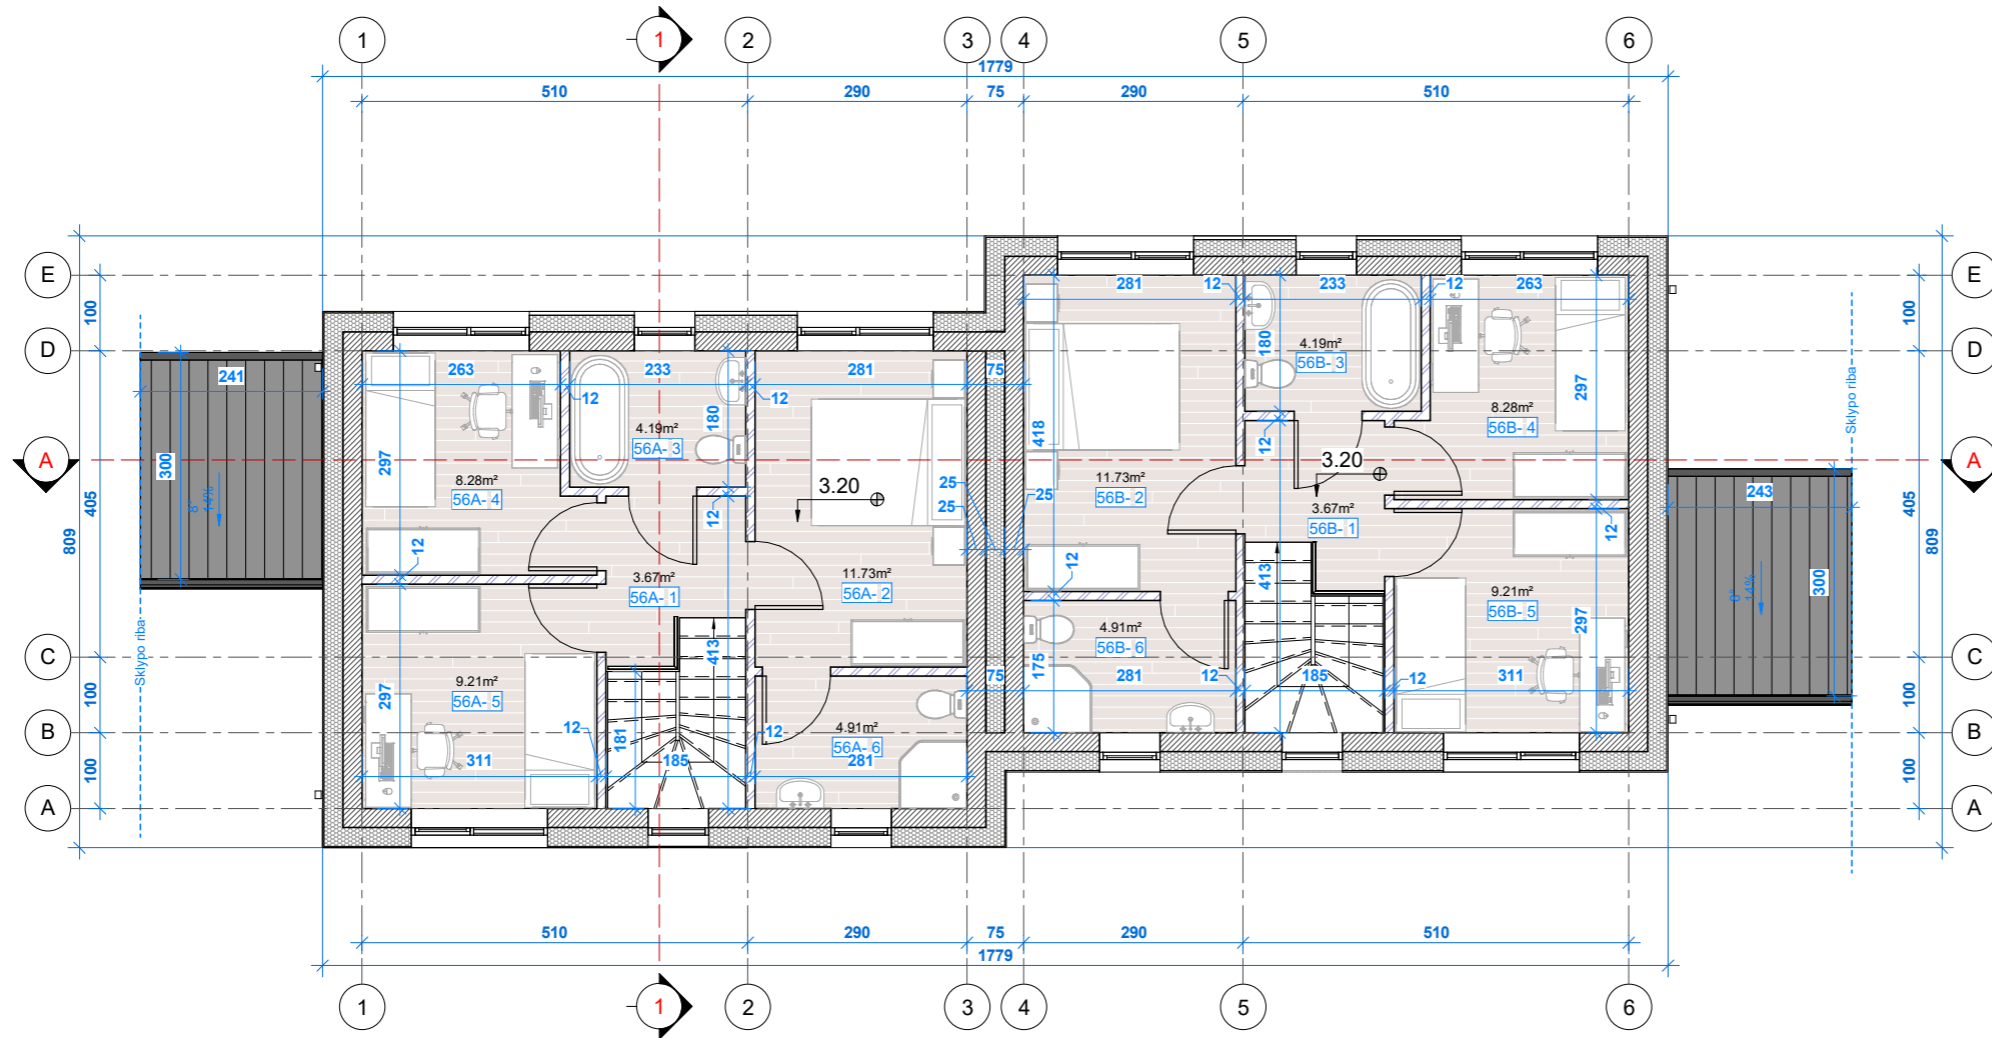 1
1
2
3
4
5
6
1779
510
290
75
290
510
E
D
A
C
B
A
100
405
100
100
809
241
300
8°
14%
Sklypo riba
263
12
233
12
281
75
297
180
4.19m²
56A- 3
8.28m²
56A- 4
3.20
12
12
3.67m²
56A- 1
11.73m²
56A- 2
413
25
25
25
9.21m²
56A- 5
297
311
12
181
185
12
4.91m²
56A- 6
281
75
281
12
233
12
263
180
4.19m²
56B- 3
297
8.28m²
56B- 4
418
12
3.20
11.73m²
56B- 2
3.67m²
56B- 1
12
12
413
9.21m²
56B- 5
297
4.91m²
56B- 6
175
281
12
185
12
311
243
300
14%
Sklypo riba
E
D
A
C
B
A
100
405
100
100
809
510
290
75
290
510
1779
1
1
2
3
4
5
6